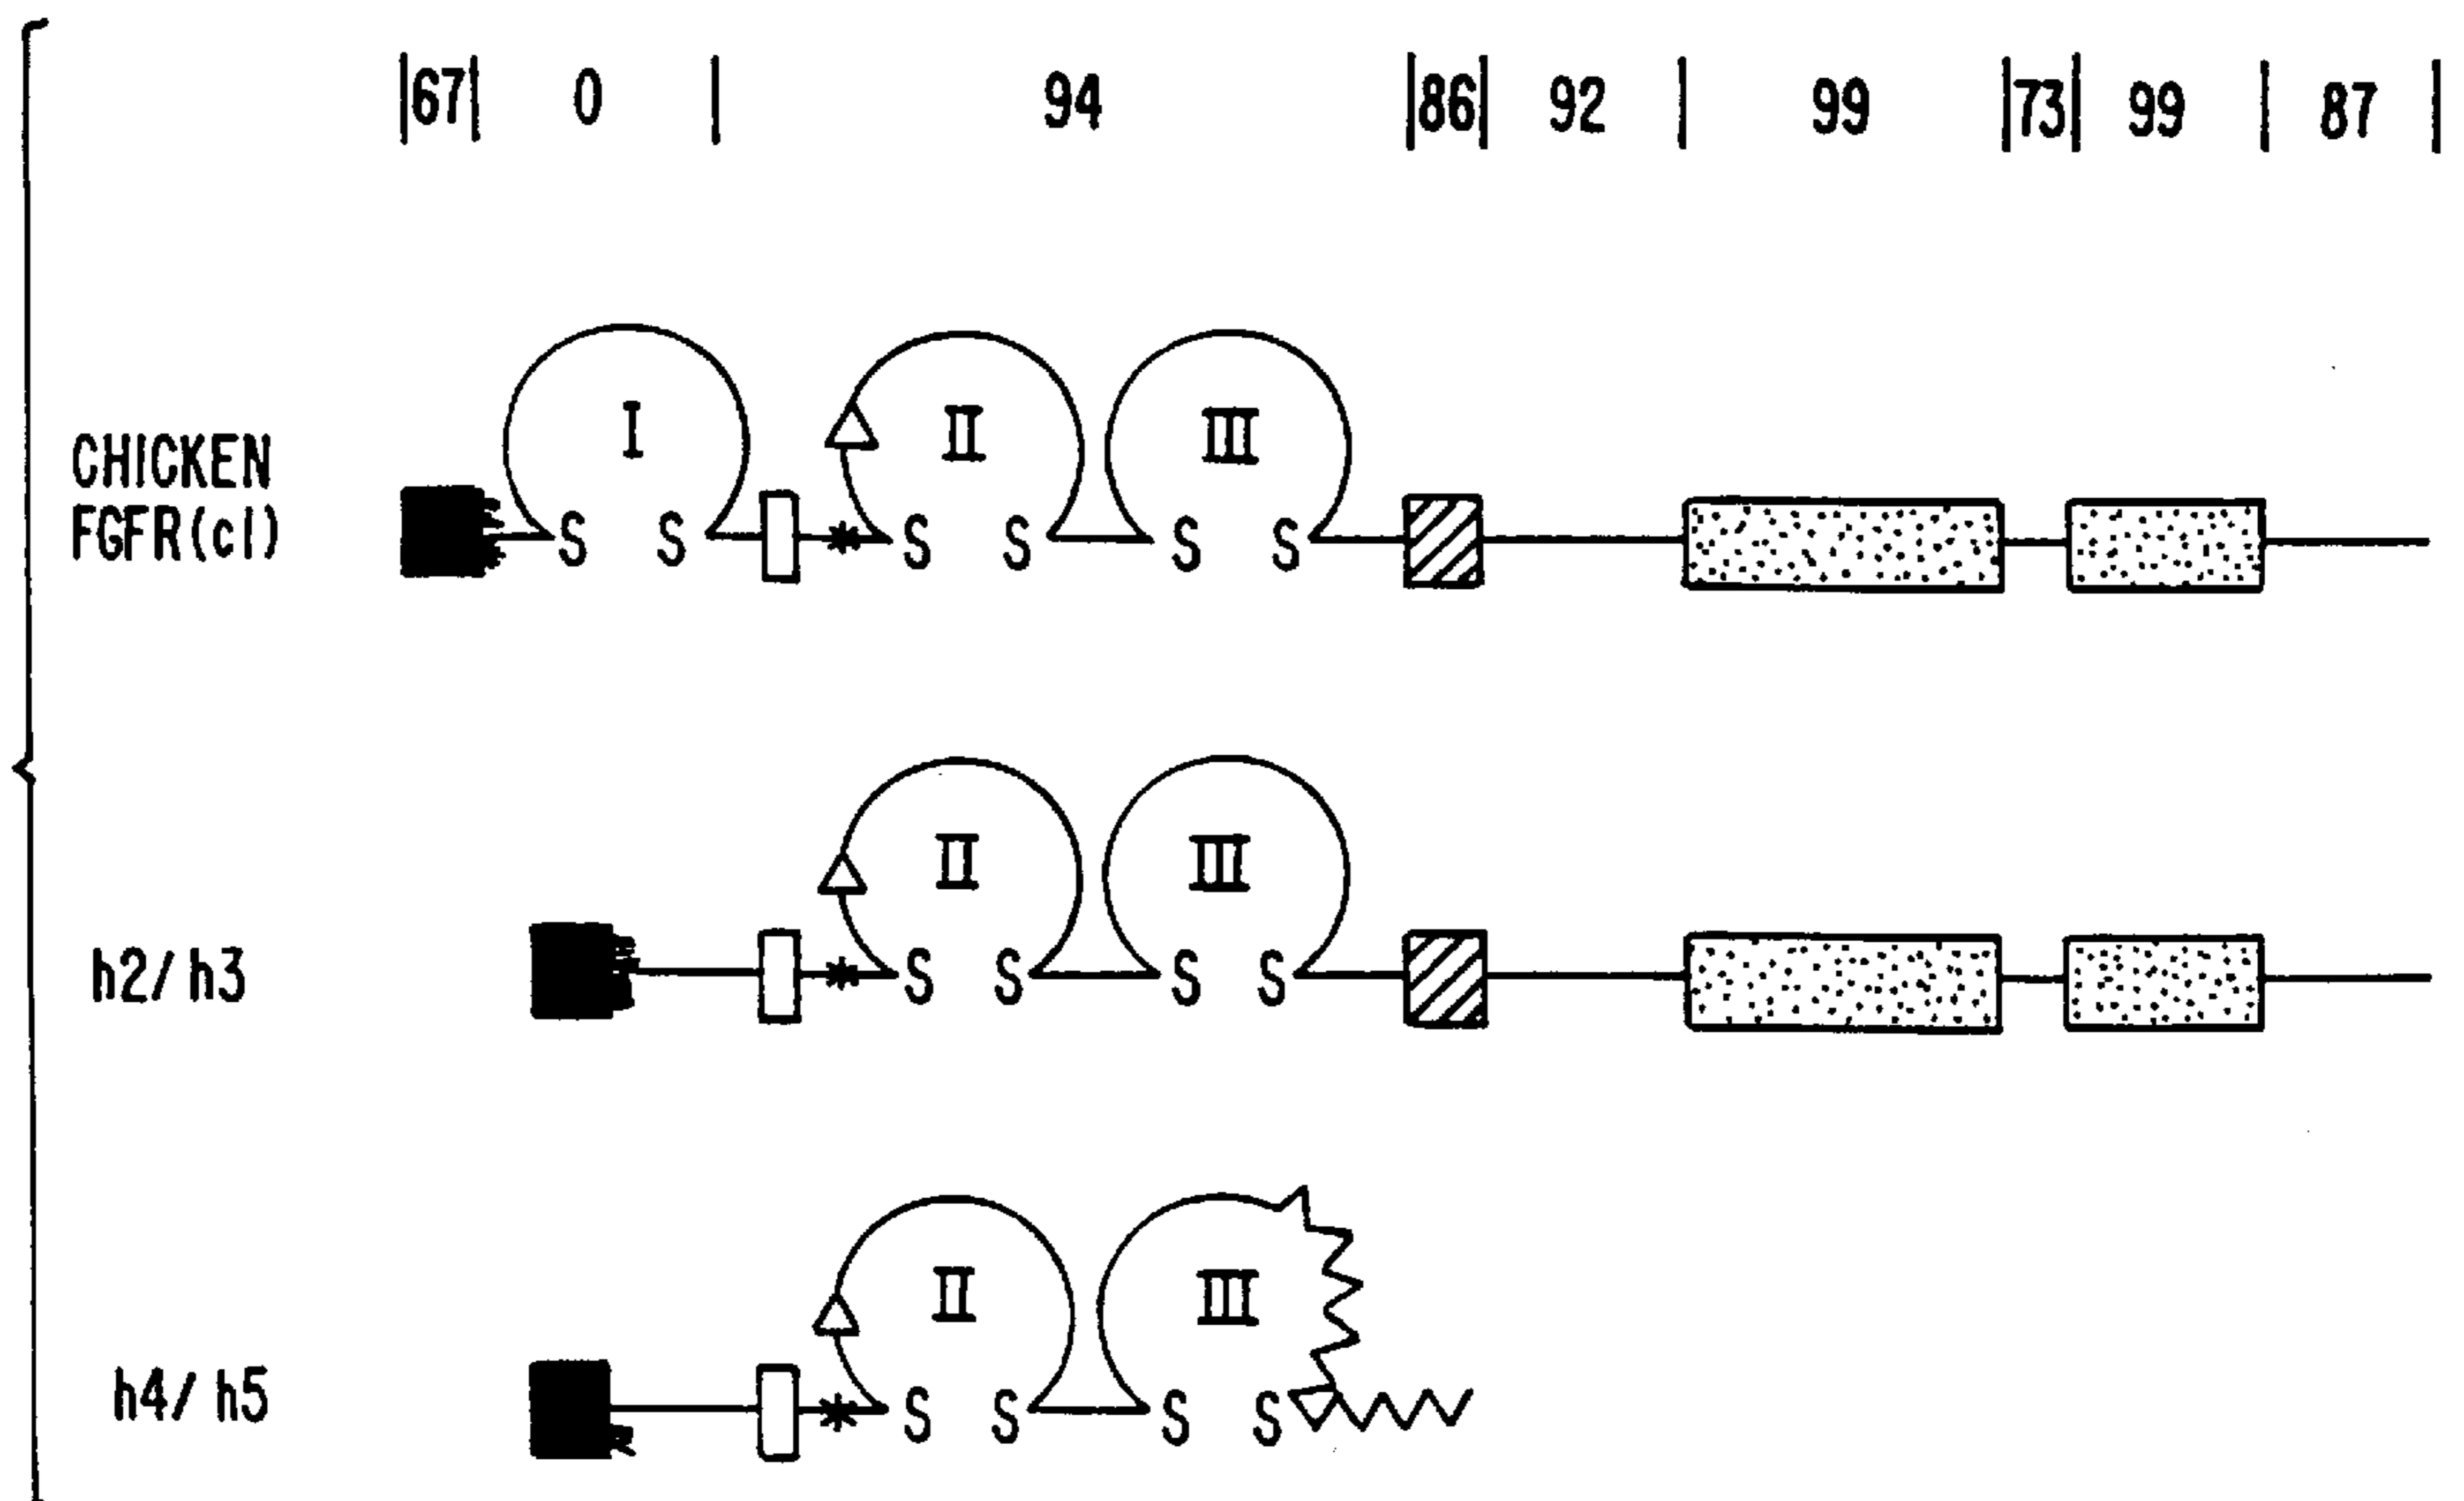 |67| 0 | 94 |86| 92 | 99 |73| 99 | 87 |
I II III
CHICKEN
FGFR(cl)
S S S S S S
II III
h2/h3
S S S S
II III
h4/h5
S S S S